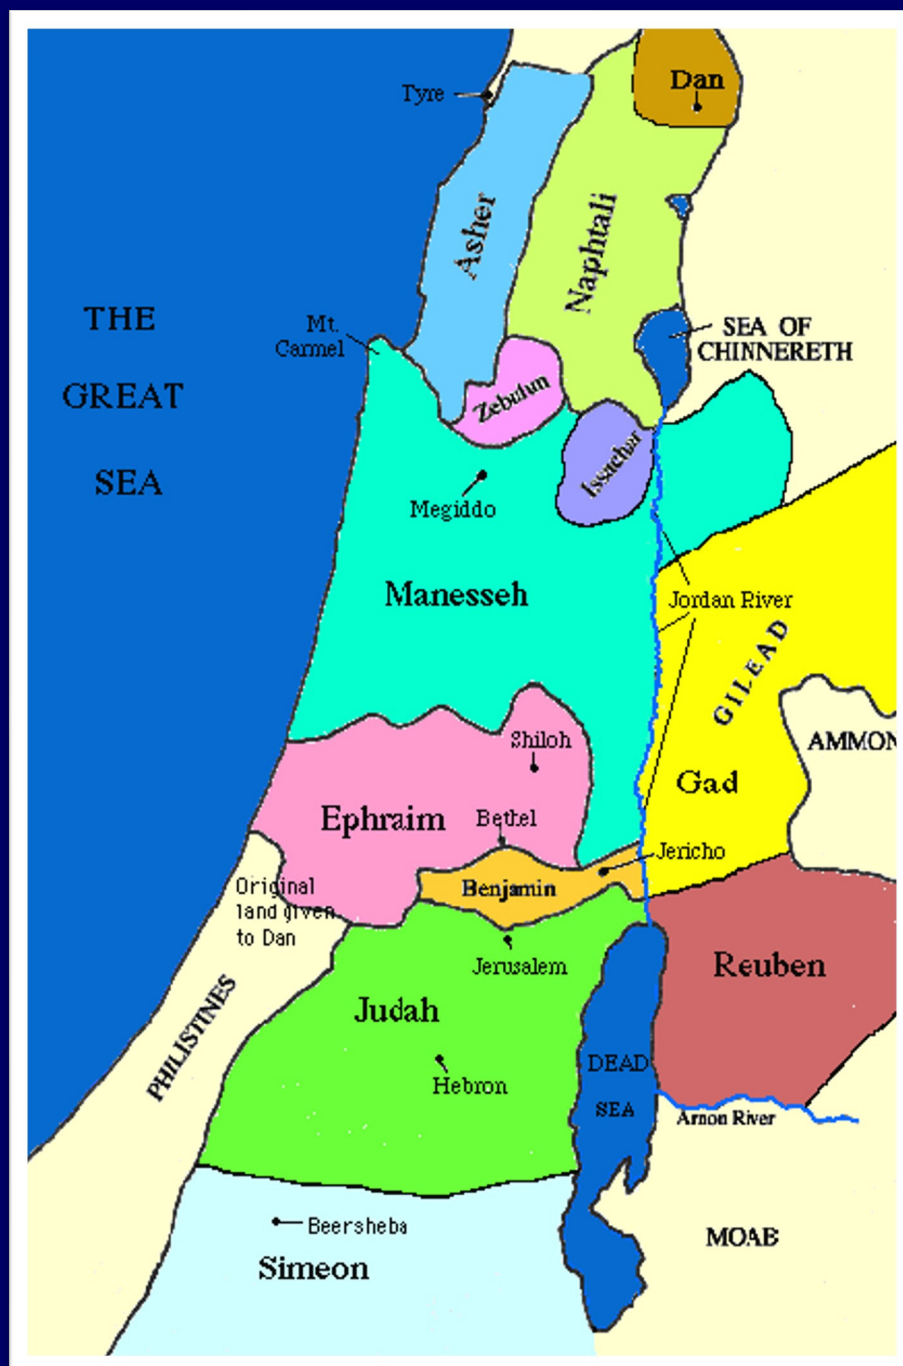 Dan
Tyre
Asher
Naphtali
THE
GREAT
SEA
Mt.
Carmel
SEA OF
CHINNERETH
Zebulun
Issachar
Megiddo
Manesseh
Jordan River
GILEAD
Shiloh
AMMON
Gad
Ephraim
Bethel
Jericho
Original
land given
to Dan
Benjamin
Jerusalem
Reuben
PHILISTINES
Judah
Hebron
DEAD
SEA
Arnon River
Beersheba
MOAB
Simeon